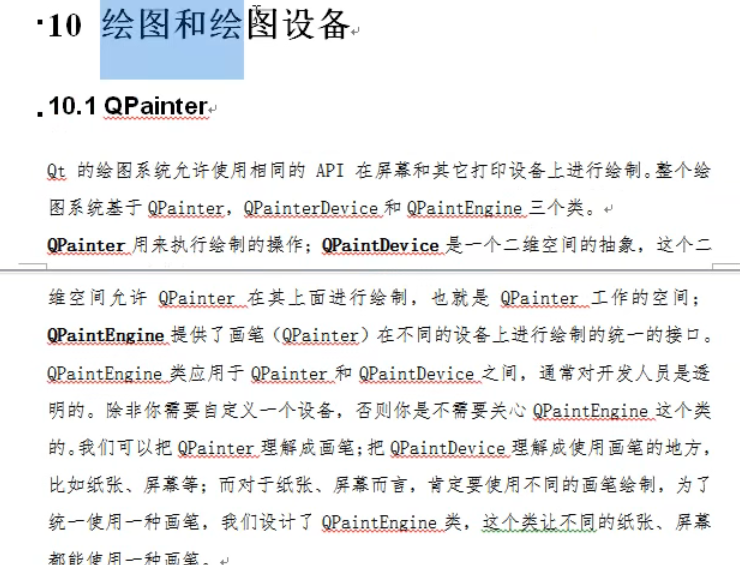 10 绘图和绘图设备
10.1 QPainter
Qt 的绘图系统允许使用相同的 API 在屏幕和其它打印设备上进行绘制。整个绘
图系统基于 QPainter，QPainterDevice 和 QPaintEngine 三个类。
QPainter 用来执行绘制的操作；QPaintDevice 是一个二维空间的抽象，这个二
维空间允许 QPainter 在其上面进行绘制，也就是 QPainter 工作的空间；
QPaintEngine 提供了画笔（QPainter）在不同的设备上进行绘制的统一的接口。
QPaintEngine 类应用于 QPainter 和 QPaintDevice 之间，通常对开发人员是透
明的。除非你需要自定义一个设备，否则你是不需要关心 QPaintEngine 这个类
的。我们可以把 QPainter 理解成画笔；把 QPaintDevice 理解成使用画笔的地方，
比如纸张、屏幕等；而对于纸张、屏幕而言，肯定要使用不同的画笔绘制，为了
统一使用一种画笔，我们设计了 QPaintEngine 类，这个类让不同的纸张、屏幕
都能使用一种画笔。